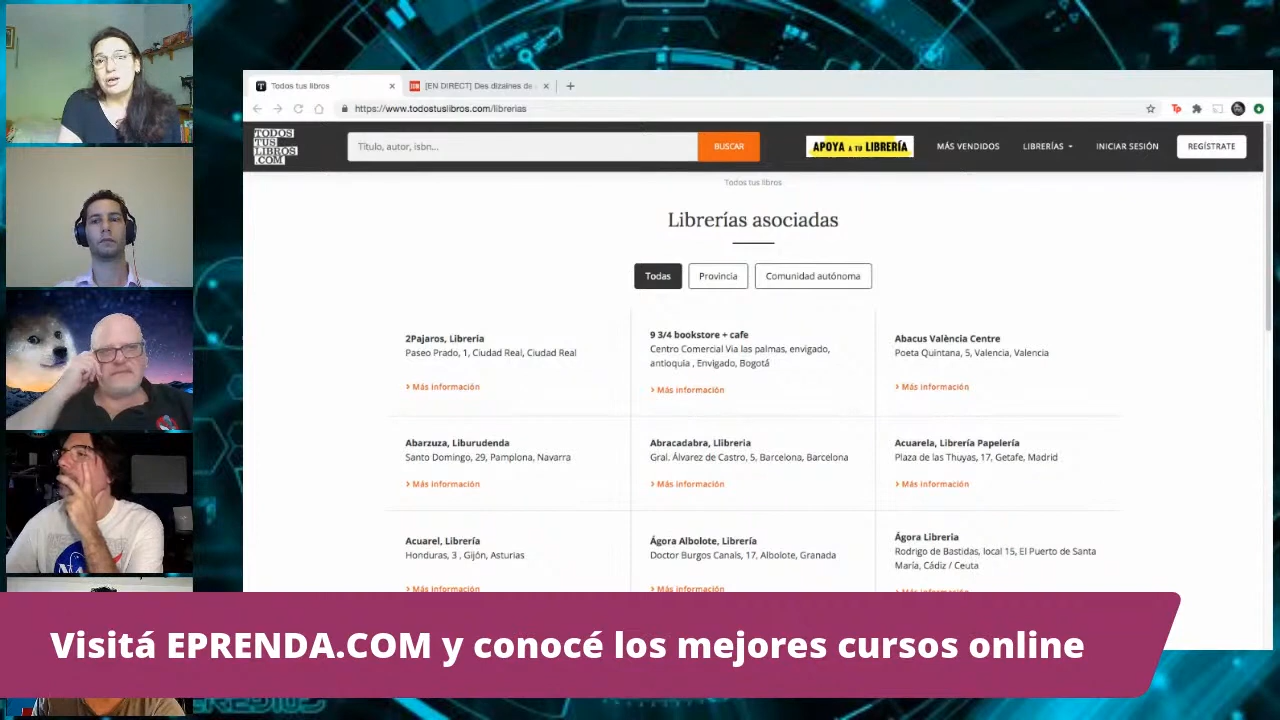 Todos tus libros
[EN DIRECT] Des dizaines de
https://www.todostuslibros.com/librerias
TODOS
TUS
LIBROS
.COM
Título, autor, isbn...
BUSCAR
APOYA A TU LIBRERÍA
MÁS VENDIDOS
LIBRERÍAS
INICIAR SESIÓN
REGÍSTRATE
Todos tus libros
Librerías asociadas
Todas
Provincia
Comunidad autónoma
2Pajaros, Libreria
Paseo Prado, 1, Ciudad Real, Ciudad Real
> Más información
9 3/4 bookstore + cafe
Centro Comercial Via las palmas, envigado,
antioquia , Envigado, Bogotá
> Más información
Abacus València Centre
Poeta Quintana, 5, Valencia, Valencia
> Más información
Abarzuza, Liburudenda
Santo Domingo, 29, Pamplona, Navarra
> Más información
Abracadabra, Llibreria
Gral. Álvarez de Castro, 5, Barcelona, Barcelona
> Más información
Acuarela, Librería Papelería
Plaza de las Thuyas, 17, Getafe, Madrid
> Más información
Acuarel, Librería
Honduras, 3 , Gijón, Asturias
> Más información
Ágora Albolote, Librería
Doctor Burgos Canals, 17, Albolote, Granada
> Más información
Ágora Libreria
Rodrigo de Bastidas, local 15, El Puerto de Santa
María, Cádiz / Ceuta
Visitá EPRENDA.COM y conocé los mejores cursos online